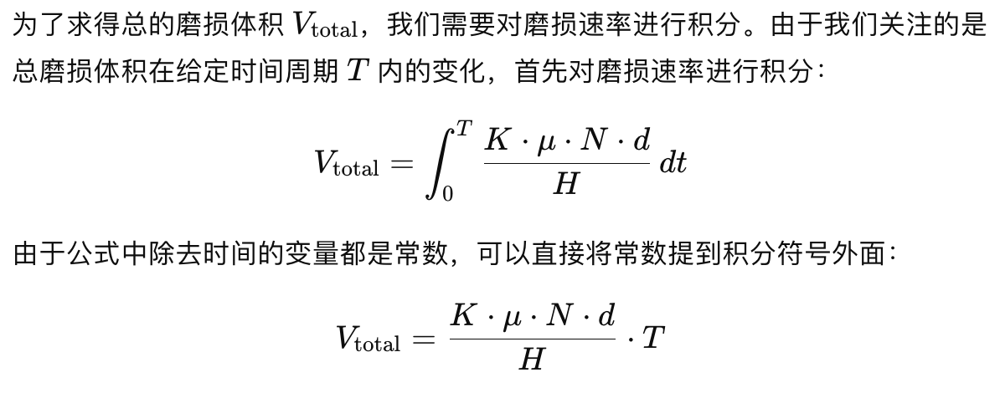 为了求得总的磨损体积 $V_{\text{total}}$，我们需要对磨损速率进行积分。由于我们关注的是
总磨损体积在给定时间周期 $T$ 内的变化，首先对磨损速率进行积分：
$V_{\text{total}} = \int_0^T \frac{K \cdot \mu \cdot N \cdot d}{H} \, dt$
由于公式中除去时间的变量都是常数，可以直接将常数提到积分符号外面：
$V_{\text{total}} = \frac{K \cdot \mu \cdot N \cdot d}{H} \cdot T$